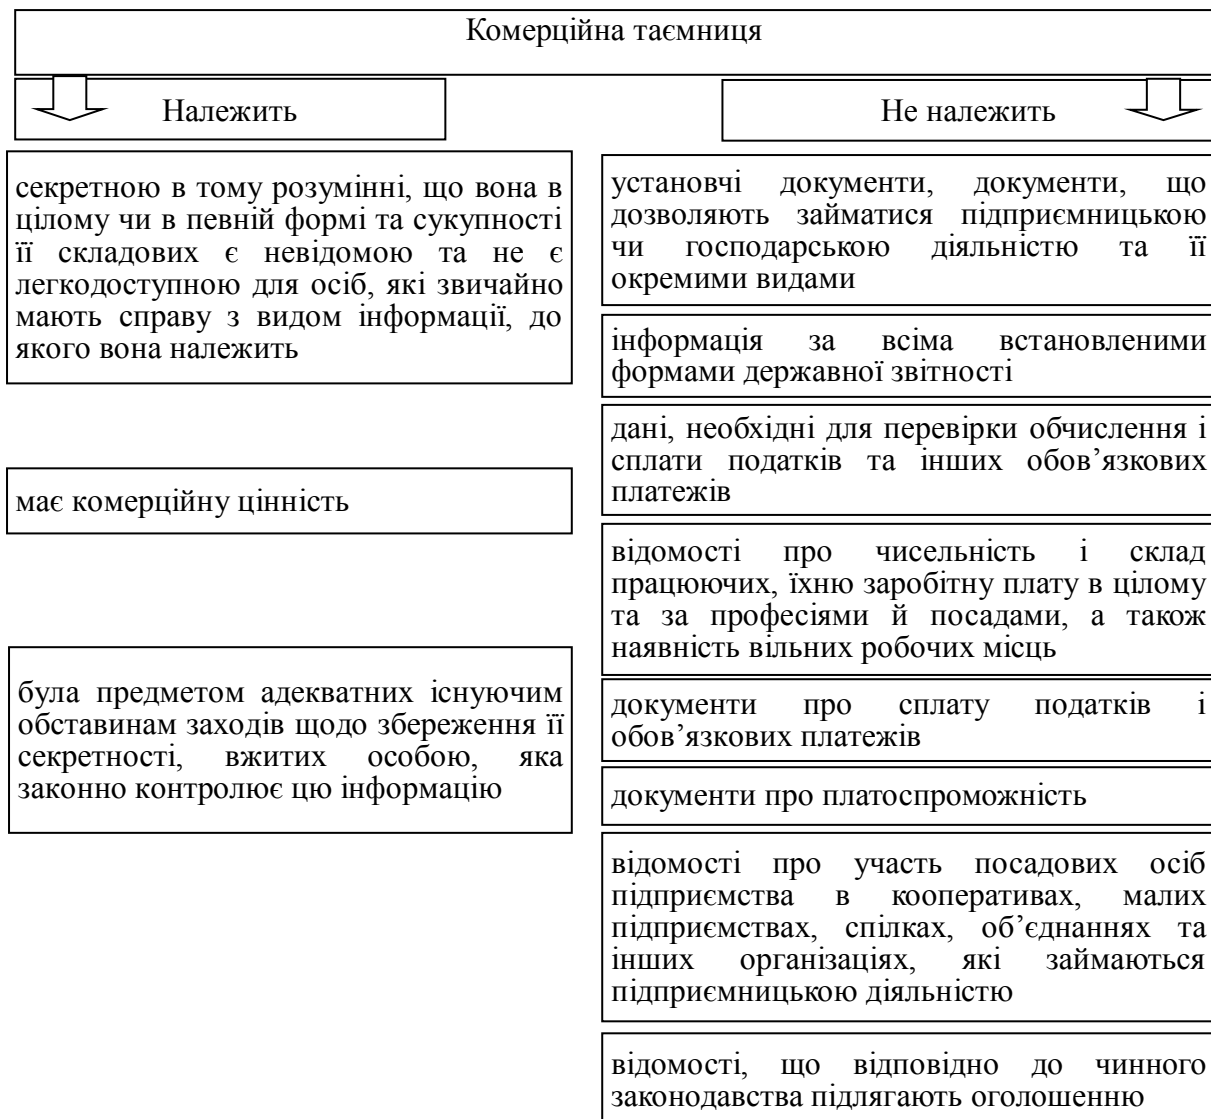 Комерційна таємниця
Належить
Не належить
секретною в тому розумінні, що вона в
цілому чи в певній формі та сукупності
її складових є невідомою та не є
легкодоступною для осіб, які звичайно
мають справу з видом інформації, до
якого вона належить
має комерційну цінність
була предметом адекватних існуючим
обставинам заходів щодо збереження її
секретності, вжитих особою, яка
законно контролює цю інформацію
установчі документи, документи, що
дозволяють займатися підприємницькою
чи господарською діяльністю та її
окремими видами
інформація за всіма встановленими
формами державної звітності
дані, необхідні для перевірки обчислення і
сплати податків та інших обов’язкових
платежів
відомості про чисельність і склад
працюючих, їхню заробітну плату в цілому
та за професіями й посадами, а також
наявність вільних робочих місць
документи про сплату податків і
обов’язкових платежів
документи про платоспроможність
відомості про участь посадових осіб
підприємства в кооперативах, малих
підприємствах, спілках, об’єднаннях та
інших організаціях, які займаються
підприємницькою діяльністю
відомості, що відповідно до чинного
законодавства підлягають оголошенню